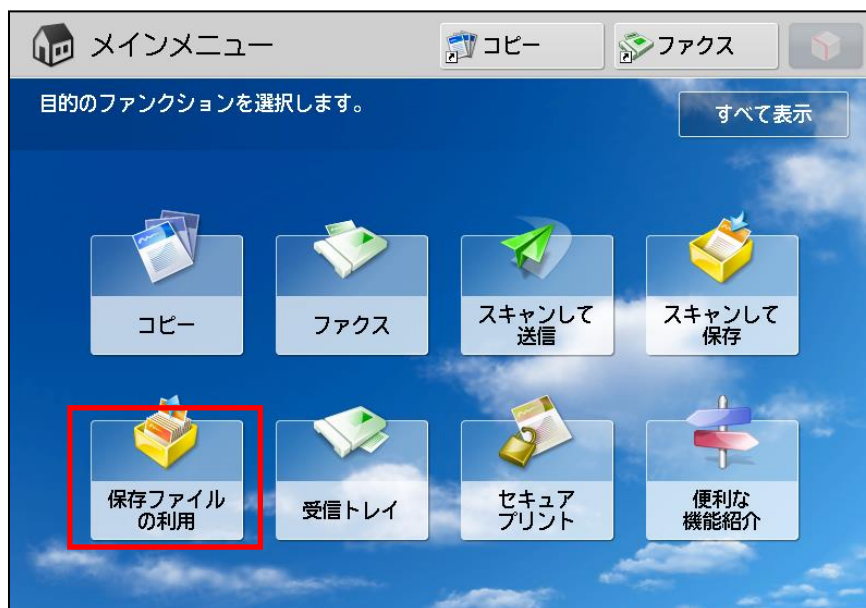 メインメニュー
コピー
ファクス
目的のファンクションを選択します。
すべて表示
コピー
ファクス
スキャンして
送信
スキャンして
保存
保存ファイル
の利用
受信トレイ
セキュア
プリント
便利な
機能紹介